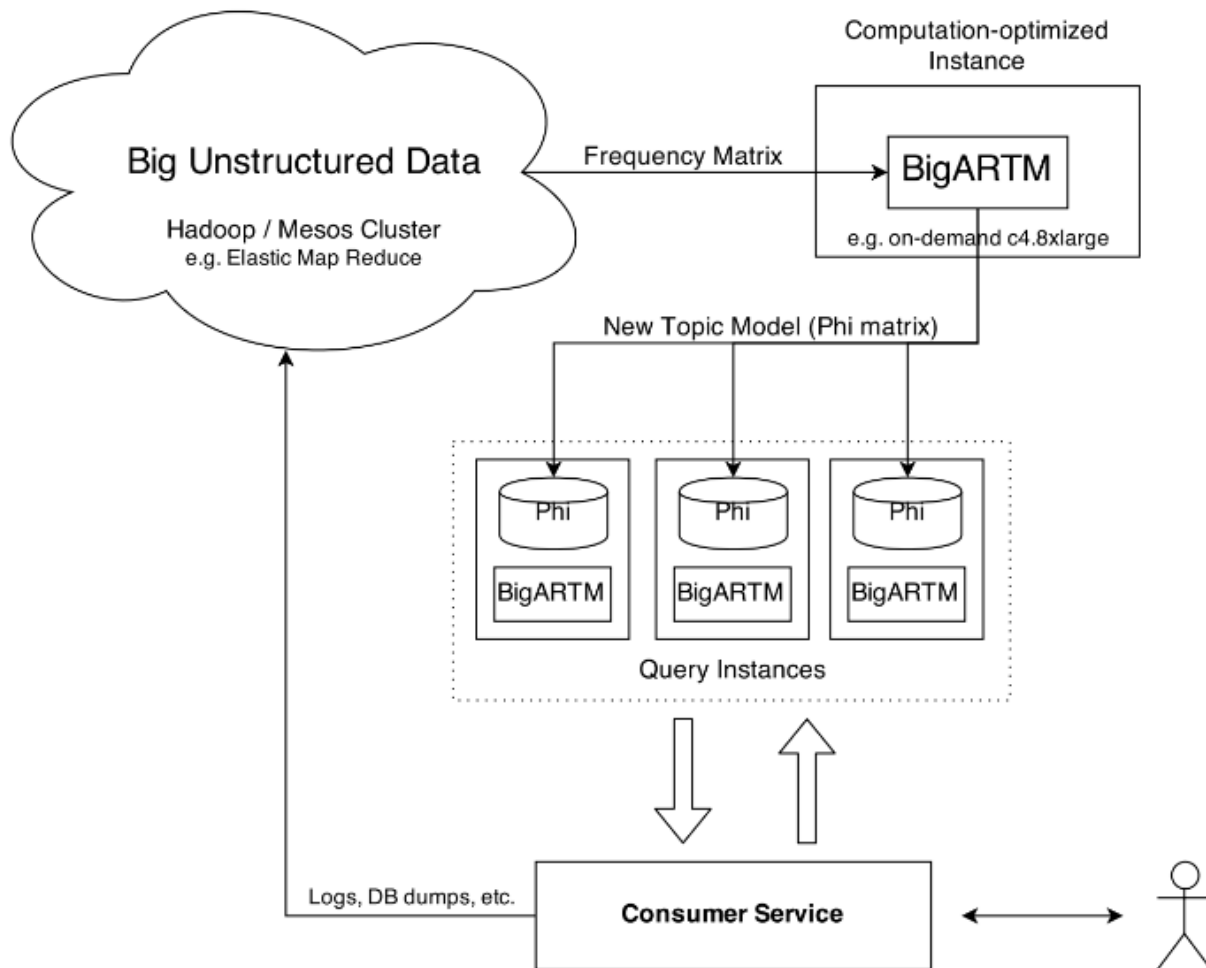 Computation-optimized
Instance
Big Unstructured Data
Hadoop / Mesos Cluster
e.g. Elastic Map Reduce
Frequency Matrix
BigARTM
e.g. on-demand c4.8xlarge
New Topic Model (Phi matrix)
Phi
Phi
Phi
BigARTM
BigARTM
BigARTM
Query Instances
Logs, DB dumps, etc.
Consumer Service